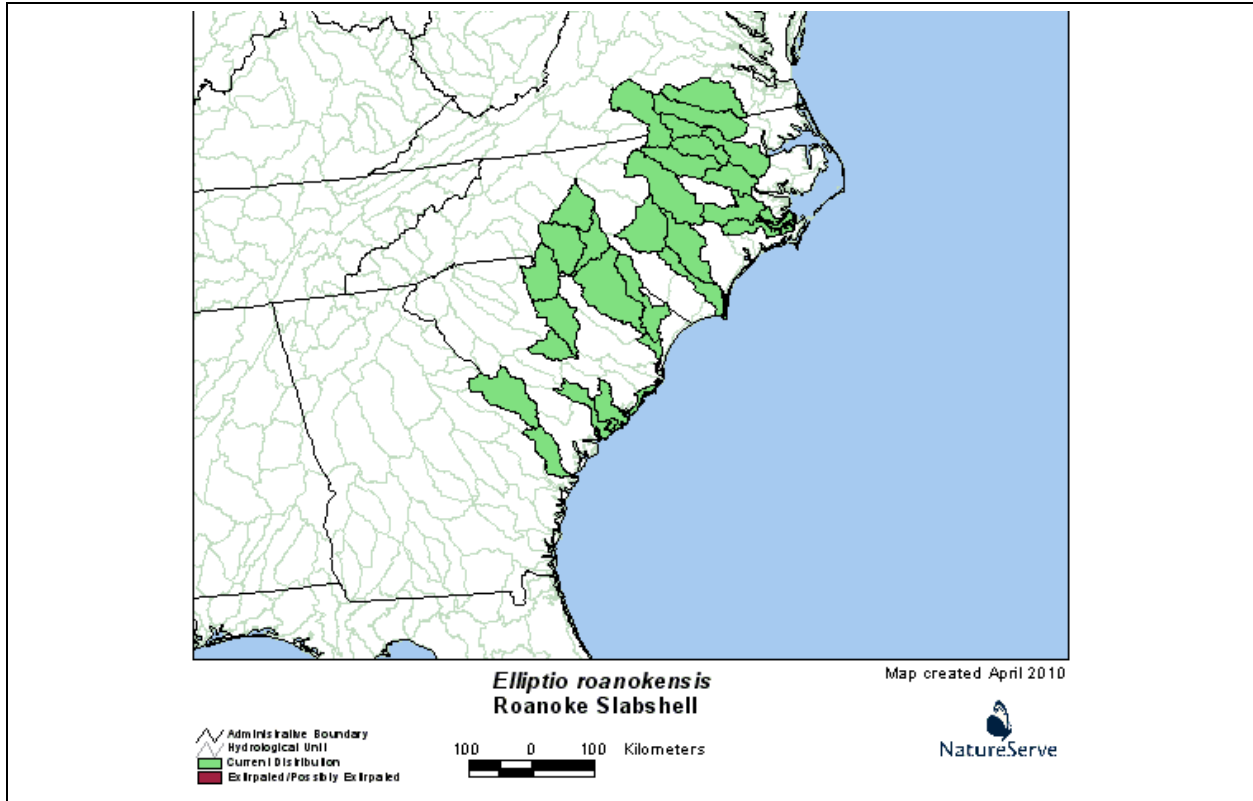 Map created April 2010
Elliptio roanokensis
Roanoke Slabshell
Administrative Boundary
Hydrological Unit
Current Distribution
Extirpated/Possibly Extirpated
100 0 100 Kilometers
NatureServe